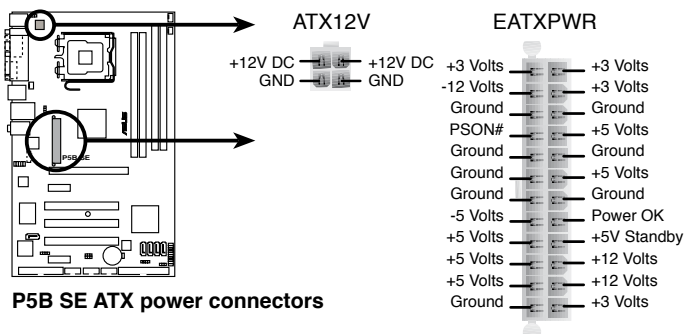 ATX12V
EATXPWR
+12V DC +12V DC
GND GND
+3 Volts +3 Volts
-12 Volts +3 Volts
Ground Ground
PSON# +5 Volts
Ground Ground
Ground +5 Volts
Ground Ground
-5 Volts Power OK
+5 Volts +5V Standby
+5 Volts +12 Volts
+5 Volts +12 Volts
Ground +3 Volts
ASUS
P5B SE
P5B SE ATX power connectors